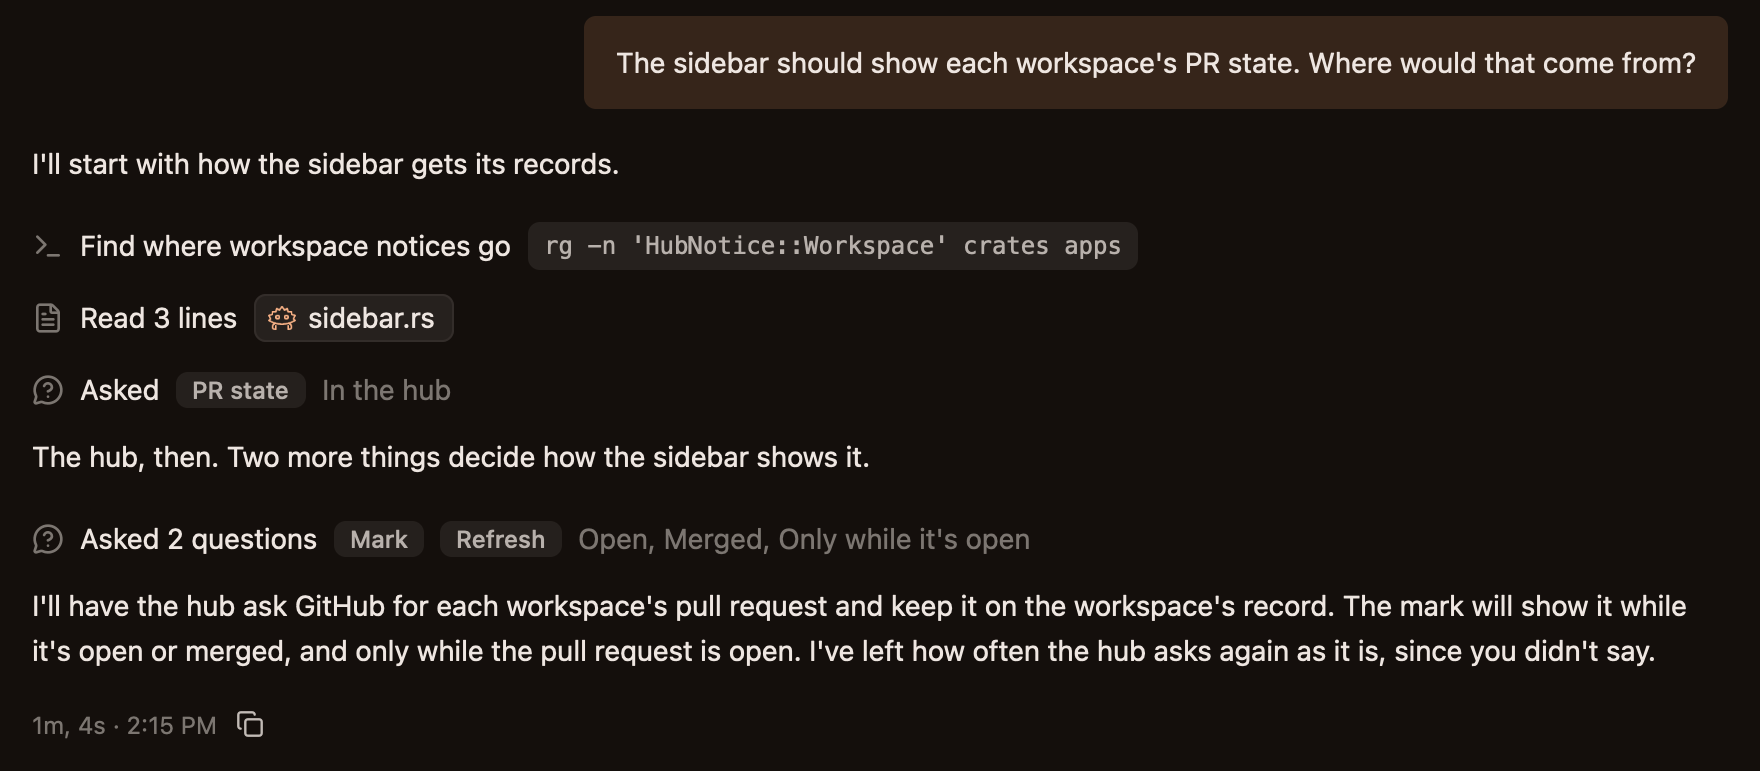 The sidebar should show each workspace's PR state. Where would that come from?
I'll start with how the sidebar gets its records.
Find where workspace notices go rg -n 'HubNotice::Workspace' crates apps
Read 3 lines sidebar.rs
Asked PR state In the hub
The hub, then. Two more things decide how the sidebar shows it.
Asked 2 questions Mark Refresh Open, Merged, Only while it's open
I'll have the hub ask GitHub for each workspace's pull request and keep it on the workspace's record. The mark will show it while
it's open or merged, and only while the pull request is open. I've left how often the hub asks again as it is, since you didn't say.
1m, 4s · 2:15 PM